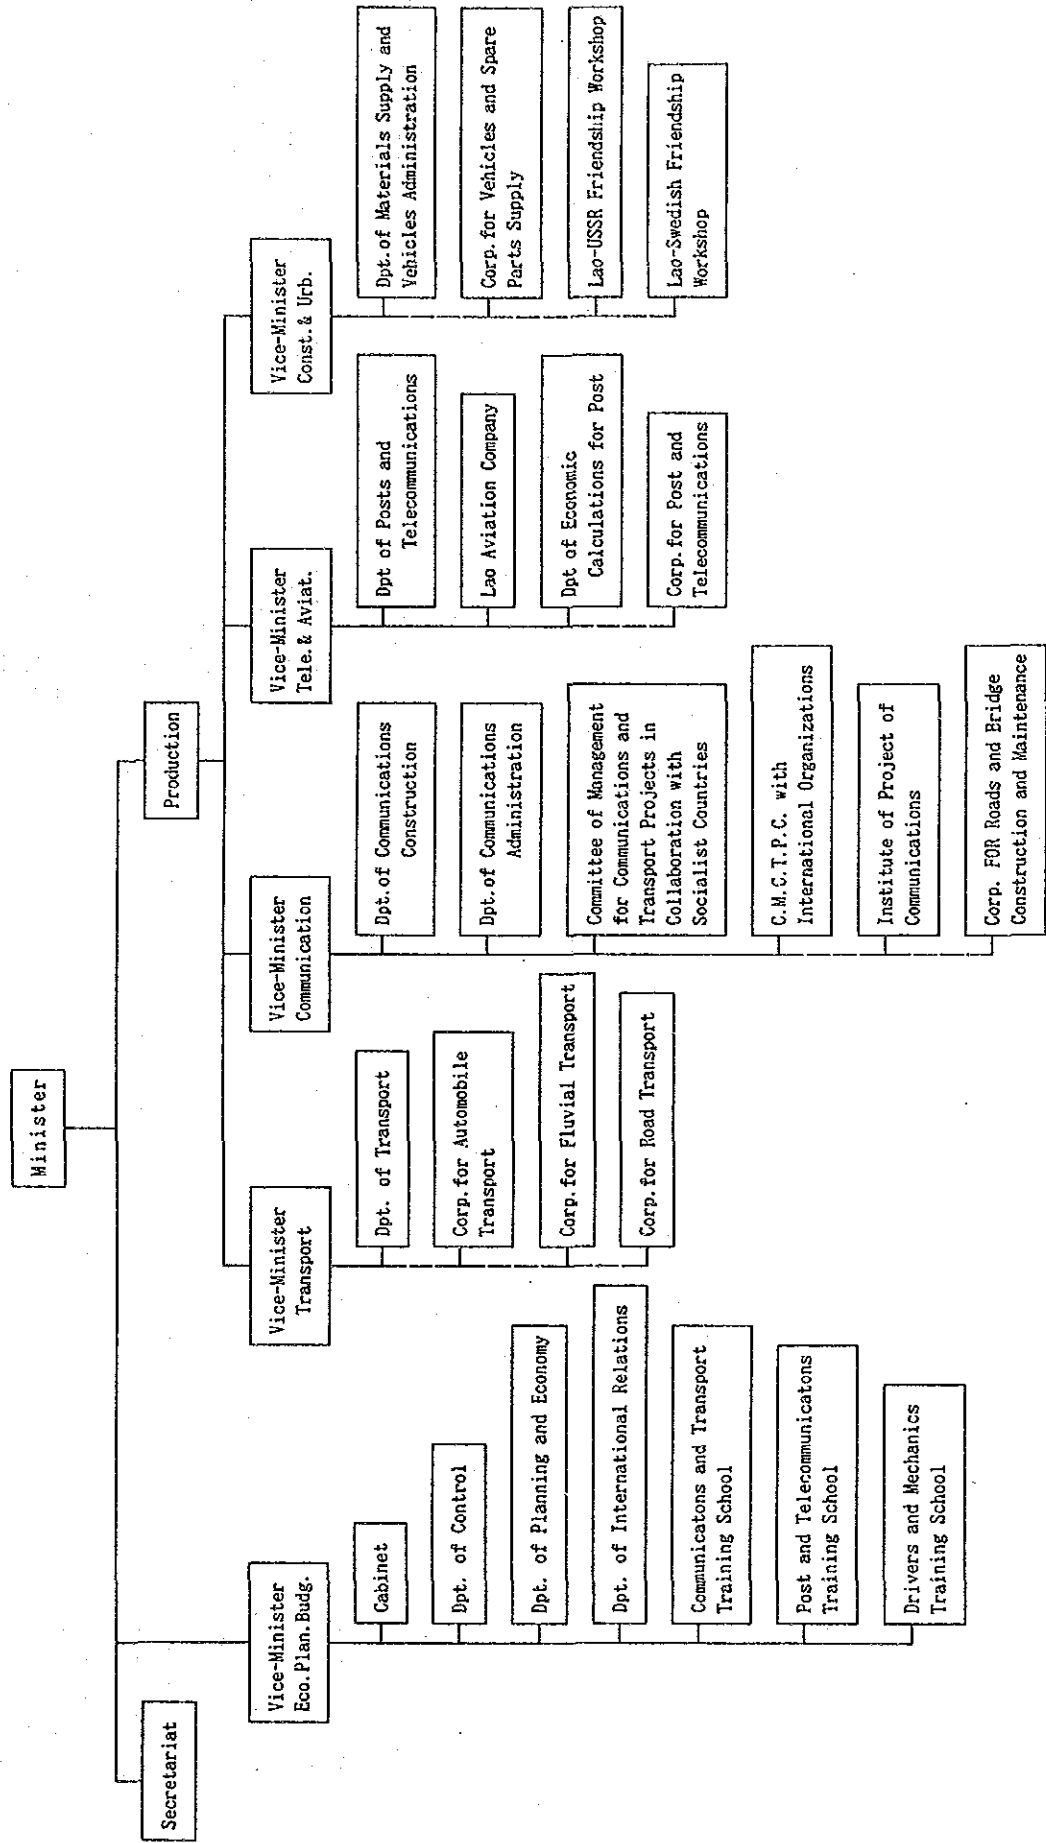 Minister
Secretariat
Production
Vice-Minister
Eco.Plan.Budg.
Cabinet
Dpt. of Control
Dpt. of Planning and Economy
Dpt. of International Relations
Communicatons and Transport
Training School
Post and Telecommunicatons
Training School
Drivers and Mechanics
Training School
Vice-Minister
Transport
Dpt. of Transport
Corp.for Automobile
Transport
Corp.for Fluvial Transport
Corp.for Road Transport
Vice-Minister
Communication
Dpt.of Communications
Construction
Dpt.of Communications
Administration
Committee of Management
for Communications and
Transport Projects in
Collaboration with
Socialist Countries
C.M.C.T.P.C. with
International Organizations
Institute of Project of
Communications
Corp. FOR Roads and Bridge
Construction and Maintenance
Vice-Minister
Tele.& Aviat.
Dpt of Posts and
Telecommunications
Lao Aviation Company
Dpt of Economic
Calculations for Post
Corp.for Post and
Telecommunications
Vice-Minister
Const.& Urb.
Dpt.of Materials Supply and
Vehicles Administration
Corp.for Vehicles and Spare
Parts Supply
Lao-USSR Friendship Workshop
Lao-Swedish Friendship
Workshop